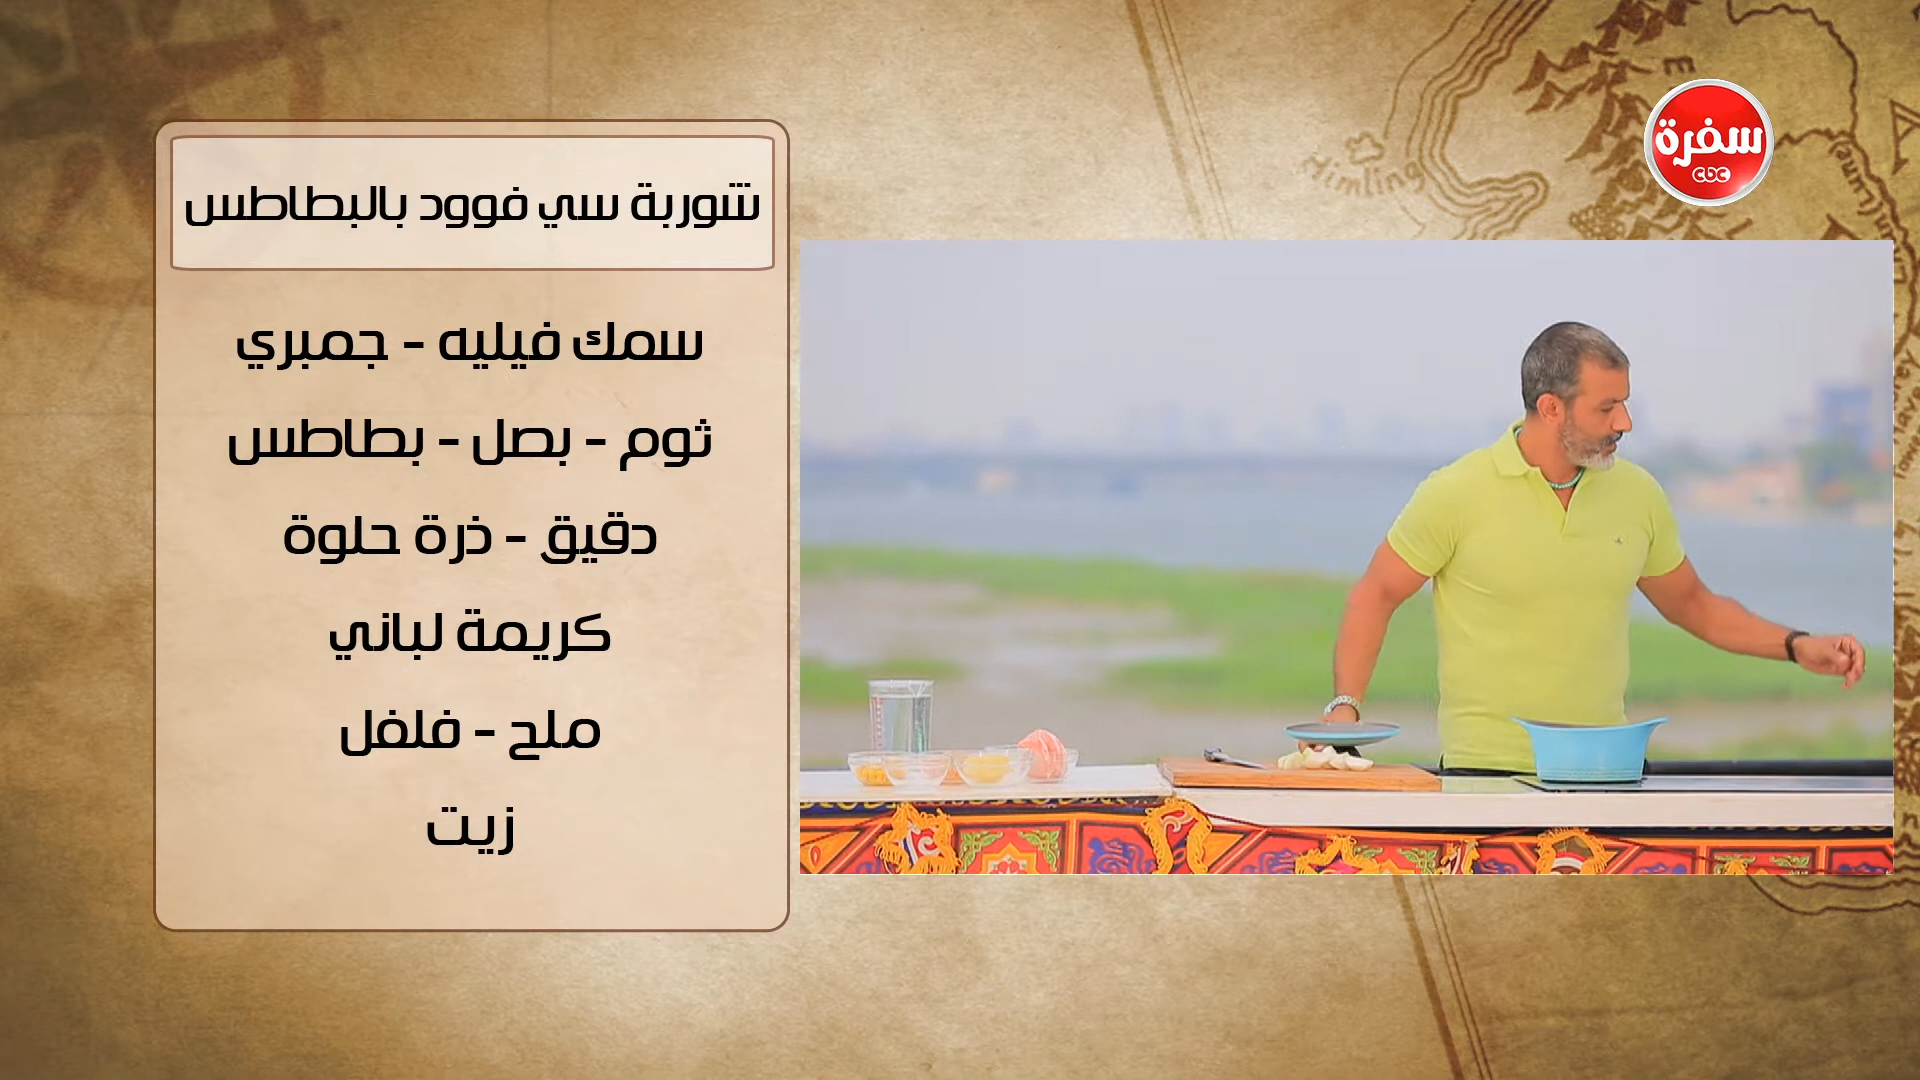 سفرة
cbc
شوربة سي فوود بالبطاطس
سمك فيليه - جمبري
ثوم - بصل - بطاطس
دقيق - ذرة حلوة
كريمة لباني
ملح - فلفل
زيت
Himling